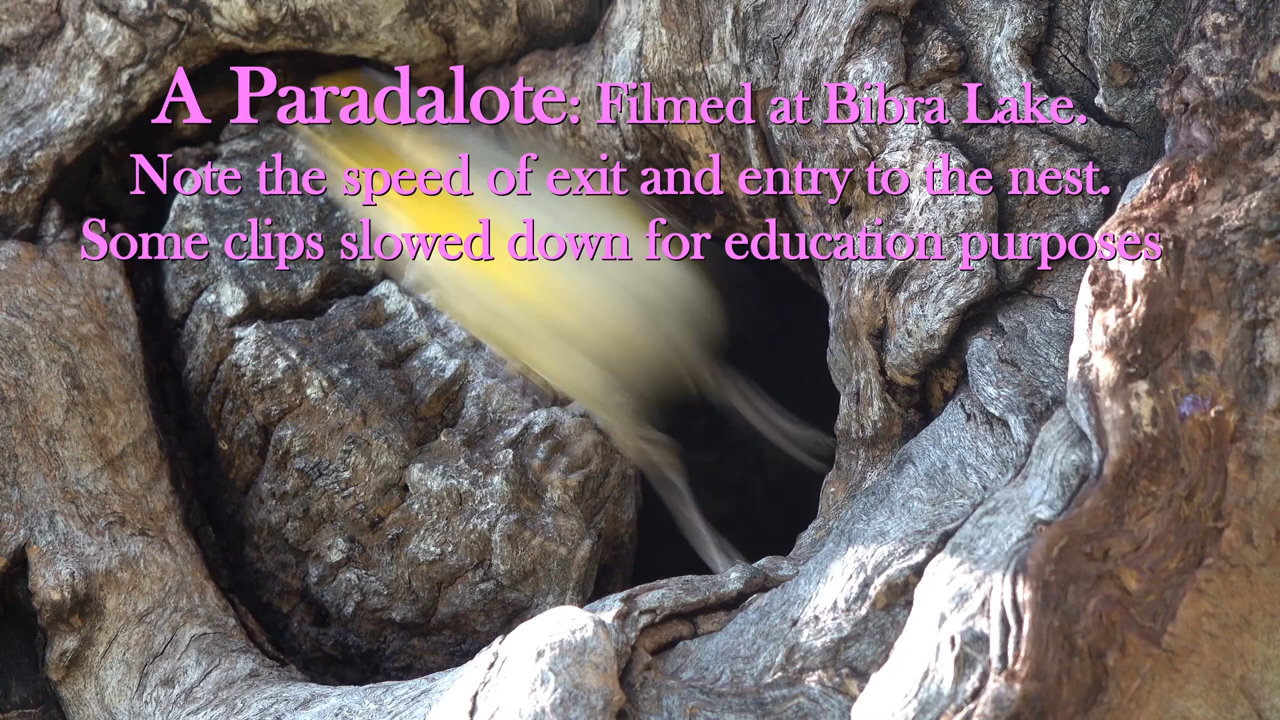 A Paradalote: Filmed at Bibra Lake.
Note the speed of exit and entry to the nest.
Some clips slowed down for education purposes